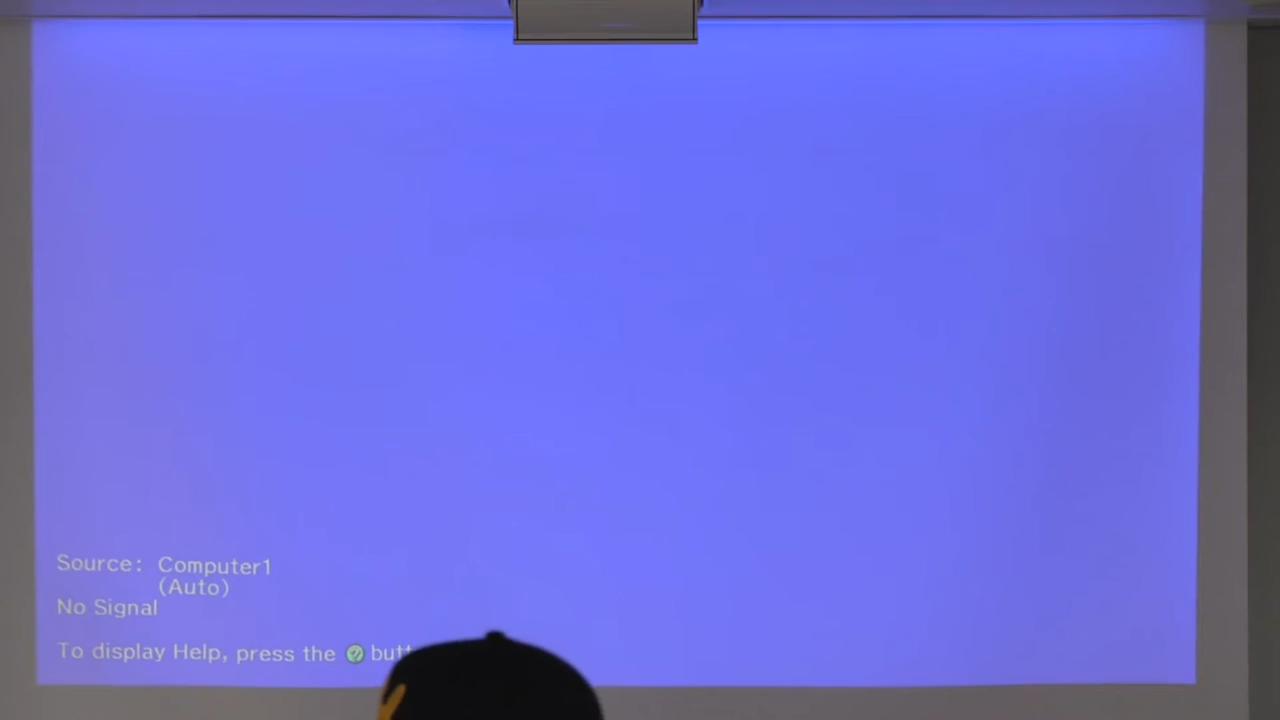 Source: Computer1
(Auto)
No Signal
To display Help, press the